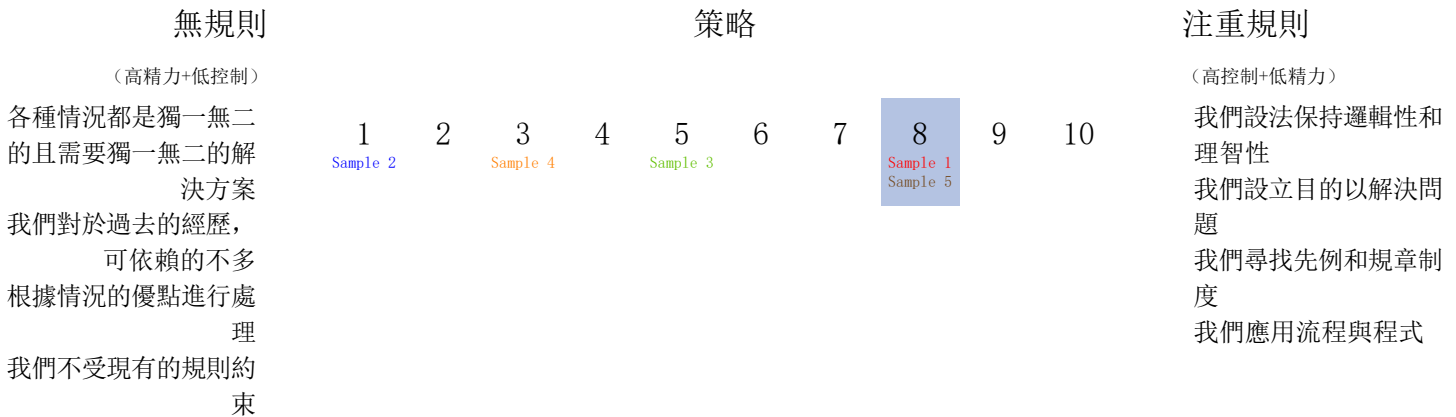 無規則
策略
注重規則
（高精力+低控制）
（高控制+低精力）
各種情況都是獨一無二
的且需要獨一無二的解
決方案
我們對於過去的經歷，
可依賴的不多
根據情況的優點進行處
理
我們不受現有的規則約
束
1 2 3 4 5 6 7 8 9 10
Sample 2 Sample 4 Sample 3 Sample 1
Sample 5
我們設法保持邏輯性和
理智性
我們設立目的以解決問
題
我們尋找先例和規章制
度
我們應用流程與程式